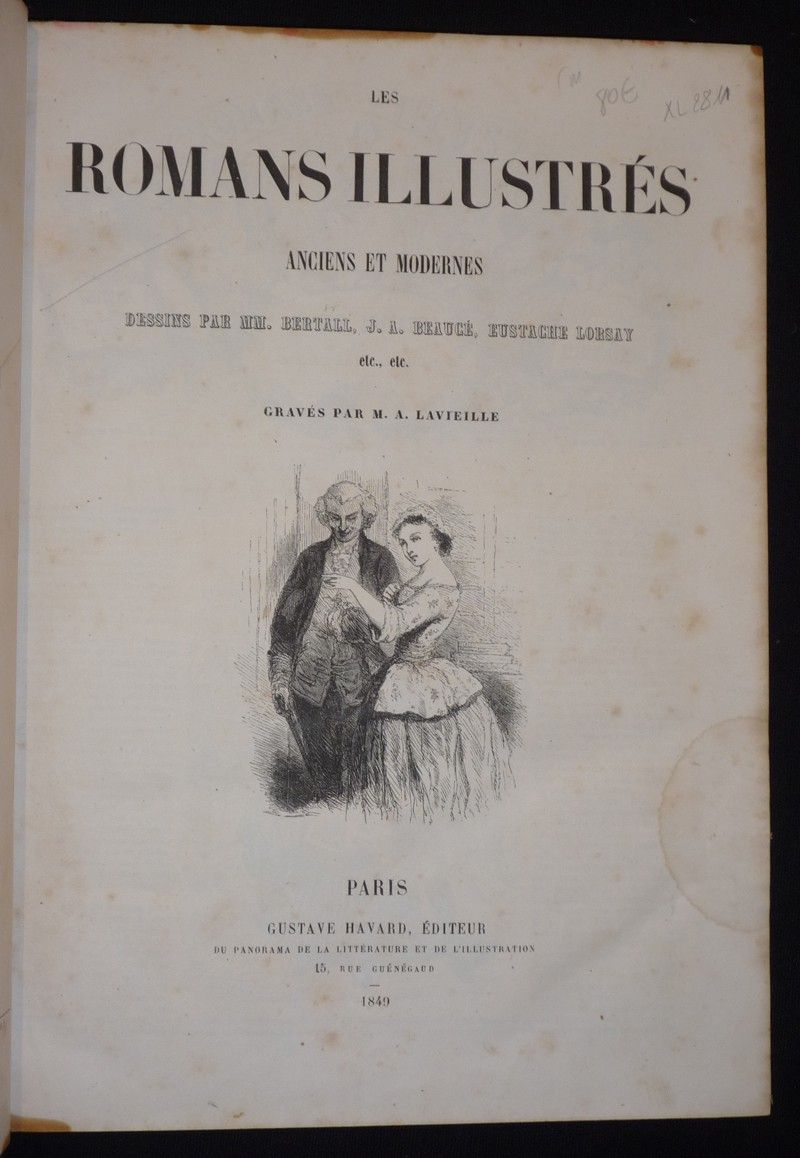 80€
LES
ROMANS ILLUSTRÉS
ANCIENS ET MODERNES
DESSINS PAR MM. BERTALL, J. A. BEAUCÉ, EUSTACHE LORSAY
etc., etc.
GRAVÉS PAR M. A. LAVIEILLE
PARIS
GUSTAVE HAVARD, ÉDITEUR
DU PANORAMA DE LA LITTÉRATURE ET DE L'ILLUSTRATION
15, RUE GUÉNÉGAUD
1849